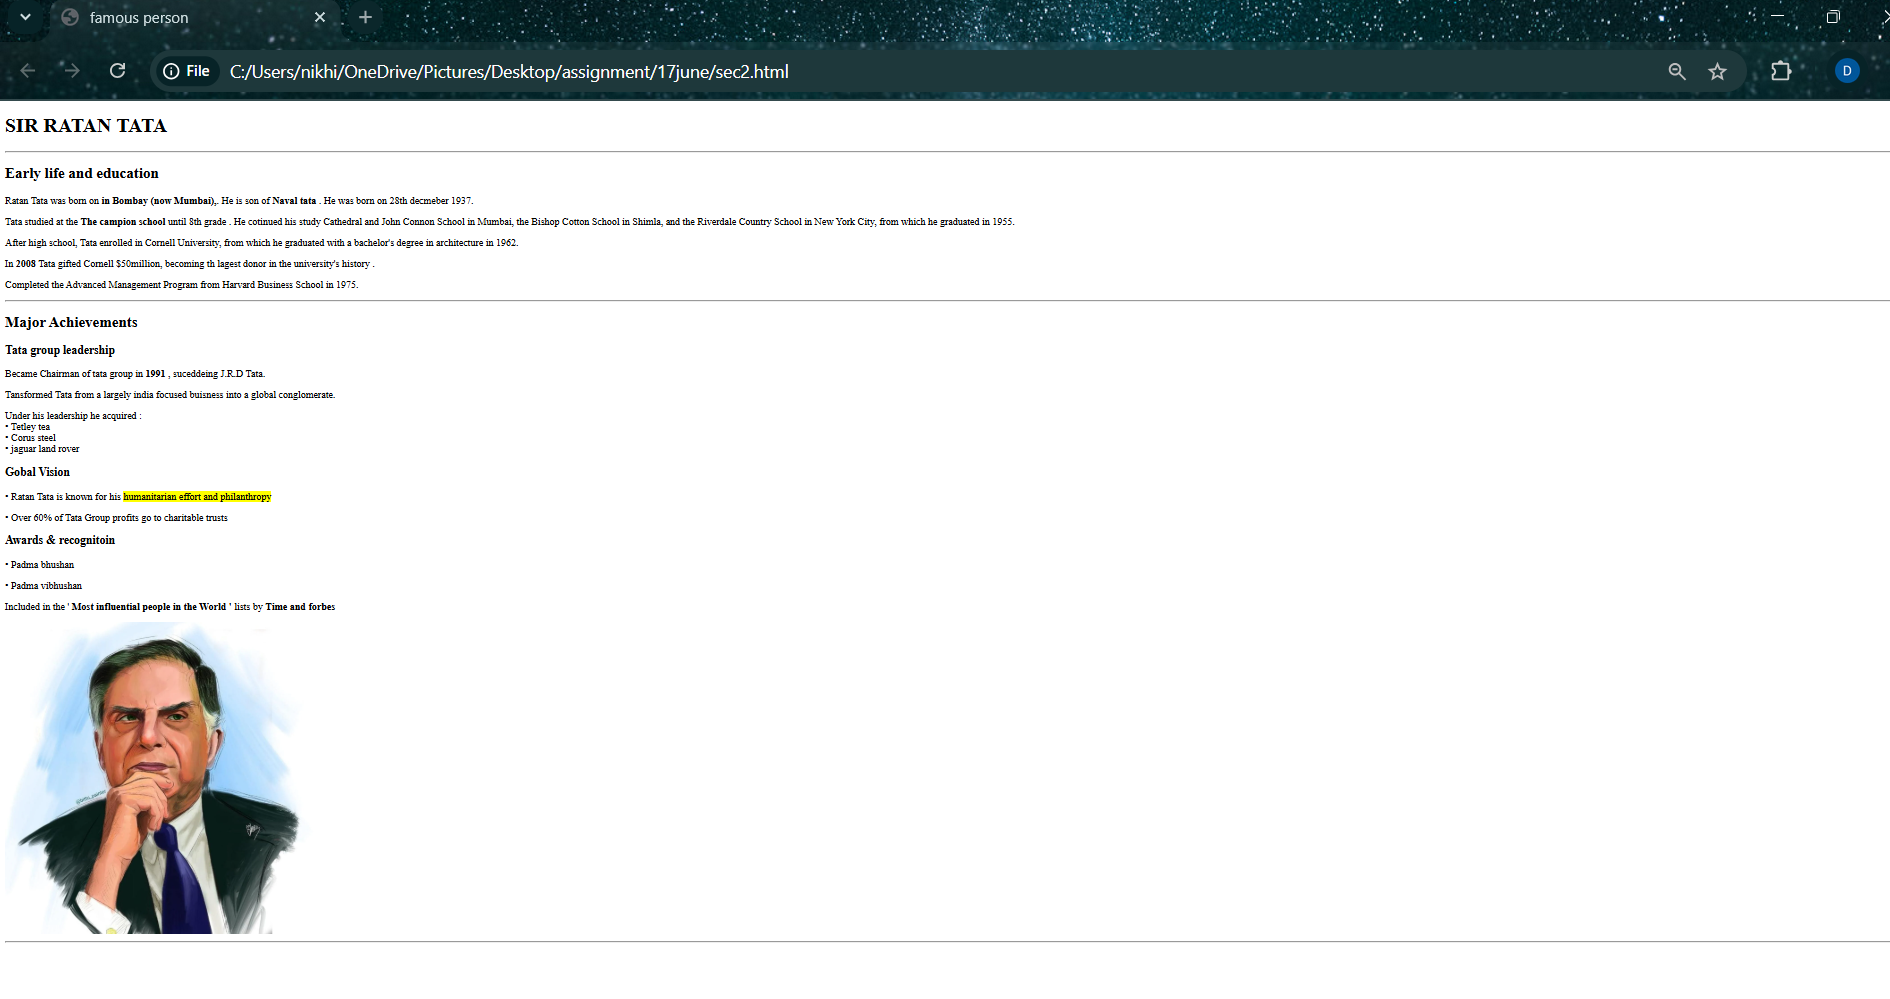 famous person
File C:/Users/nikhi/OneDrive/Pictures/Desktop/assignment/17june/sec2.html
D
SIR RATAN TATA
Early life and education
Ratan Tata was born on in Bombay (now Mumbai),. He is son of Naval tata . He was born on 28th decmeber 1937.
Tata studied at the The campion school until 8th grade . He cotinued his study Cathedral and John Connon School in Mumbai, the Bishop Cotton School in Shimla, and the Riverdale Country School in New York City, from which he graduated in 1955.
After high school, Tata enrolled in Cornell University, from which he graduated with a bachelor's degree in architecture in 1962.
In 2008 Tata gifted Cornell $50million, becoming th lagest donor in the university's history .
Completed the Advanced Management Program from Harvard Business School in 1975.
Major Achievements
Tata group leadership
Became Chairman of tata group in 1991 , suceddeing J.R.D Tata.
Tansformed Tata from a largely india focused buisness into a global conglomerate.
Under his leadership he acquired :
• Tetley tea
• Corus steel
• jaguar land rover
Gobal Vision
• Ratan Tata is known for his humanitarian effort and philanthropy
• Over 60% of Tata Group profits go to charitable trusts
Awards & recognitoin
• Padma bhushan
• Padma vibhushan
Included in the ' Most influential people in the World ' lists by Time and forbes